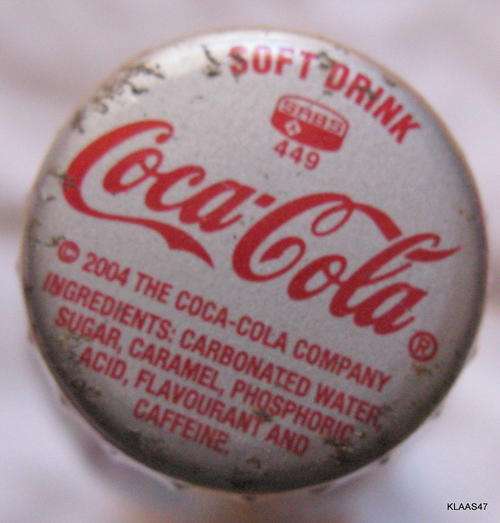 SOFT DRINK
SABS
449
Coca-Cola®
© 2004 THE COCA-COLA COMPANY
INGREDIENTS: CARBONATED WATER,
SUGAR, CARAMEL, PHOSPHORIC
ACID, FLAVOURANT AND
CAFFEINE.
KLAAS47